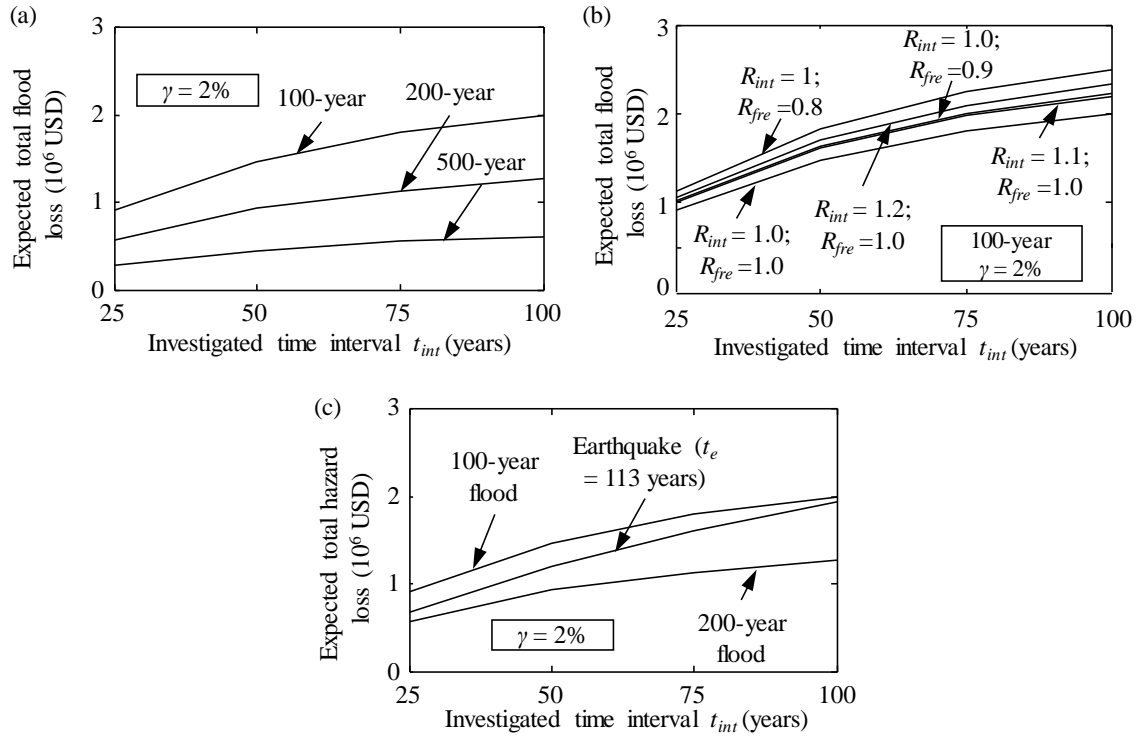 (a)
3
2
1
0
Expected total flood
loss (10⁶ USD)
γ = 2%
100-year
200-year
500-year
25
50
75
100
Investigated time interval t_int (years)
(b)
3
2
1
0
Expected total flood
loss (10⁶ USD)
R_int = 1;
R_fre =0.8
R_int = 1.0;
R_fre =0.9
R_int = 1.1;
R_fre =1.0
R_int = 1.2;
R_fre =1.0
R_int = 1.0;
R_fre =1.0
100-year
γ = 2%
25
50
75
100
Investigated time interval t_int (years)
(c)
3
2
1
0
Expected total hazard
loss (10⁶ USD)
100-year
flood
Earthquake (t_e
= 113 years)
γ = 2%
200-year
flood
25
50
75
100
Investigated time interval t_int (years)